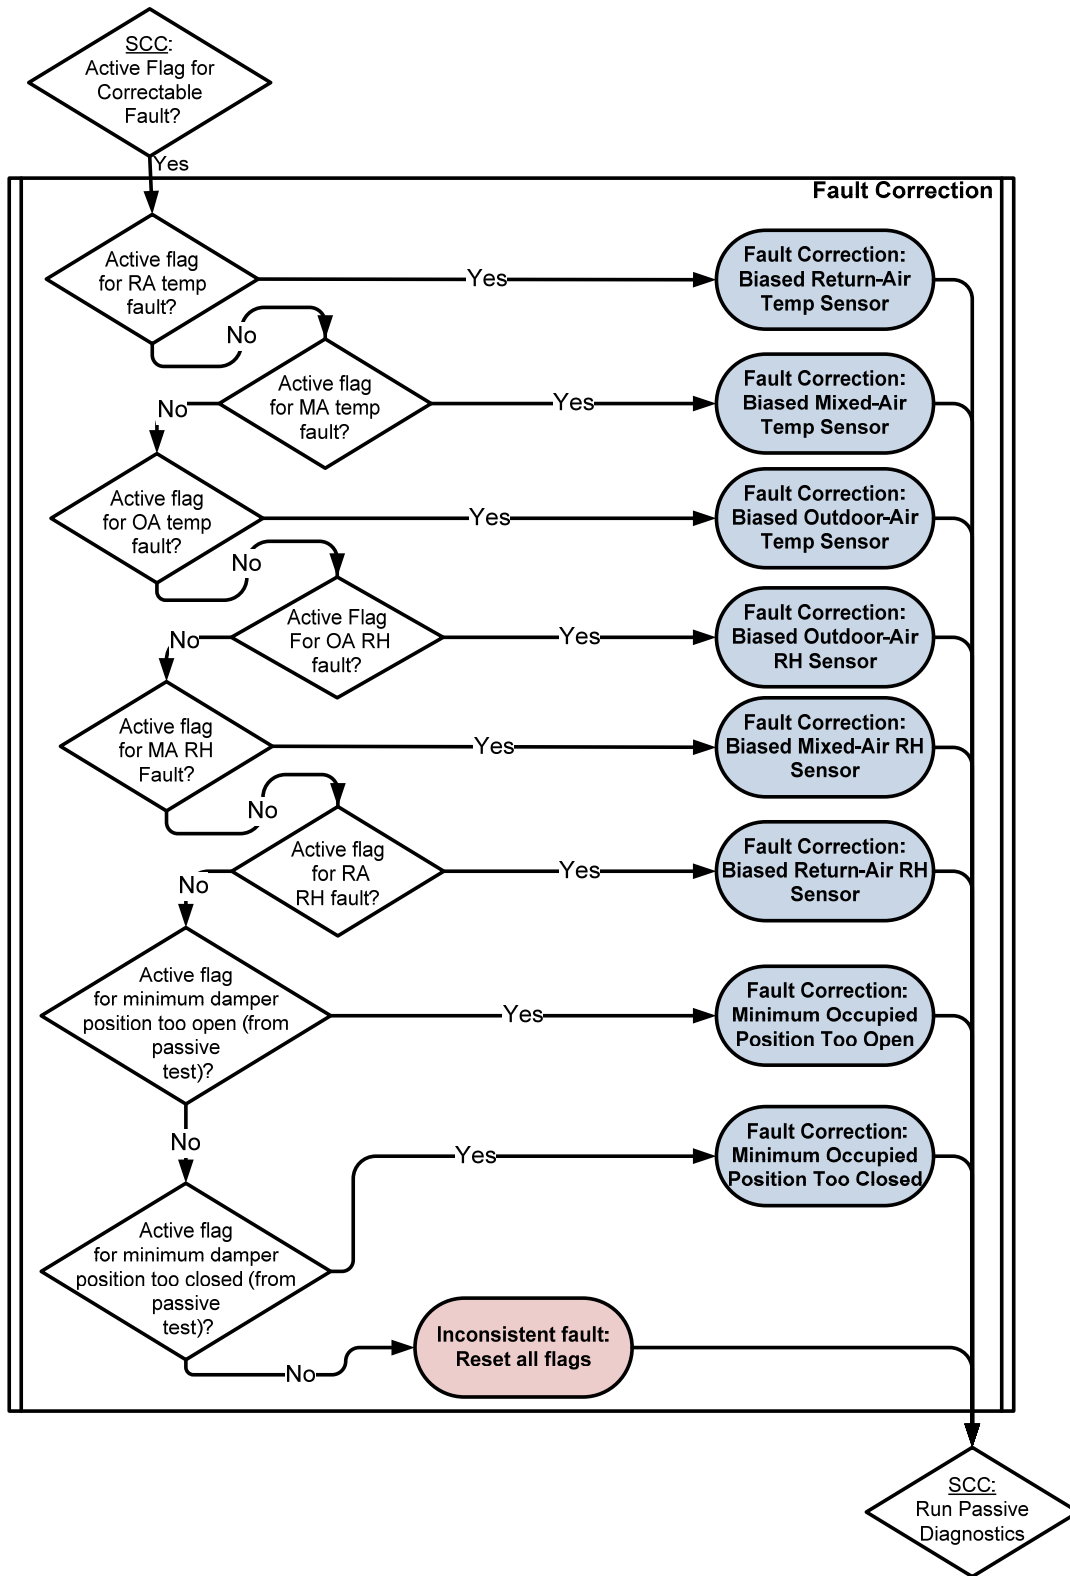 SCC:
Active Flag for
Correctable
Fault?
Yes
Fault Correction
Active flag
for RA temp
fault?
Yes
Fault Correction:
Biased Return-Air
Temp Sensor
No
Active flag
for MA temp
fault?
Yes
Fault Correction:
Biased Mixed-Air
Temp Sensor
No
Active flag
for OA temp
fault?
Yes
Fault Correction:
Biased Outdoor-Air
Temp Sensor
No
Active Flag
For OA RH
fault?
Yes
Fault Correction:
Biased Outdoor-Air
RH Sensor
No
Active flag
for MA RH
Fault?
Yes
Fault Correction:
Biased Mixed-Air RH
Sensor
No
Active flag
for RA
RH fault?
Yes
Fault Correction:
Biased Return-Air RH
Sensor
No
Active flag
for minimum damper
position too open (from
passive
test)?
Yes
Fault Correction:
Minimum Occupied
Position Too Open
No
Active flag
for minimum damper
position too closed (from
passive
test)?
Yes
Fault Correction:
Minimum Occupied
Position Too Closed
No
Inconsistent fault:
Reset all flags
SCC:
Run Passive
Diagnostics